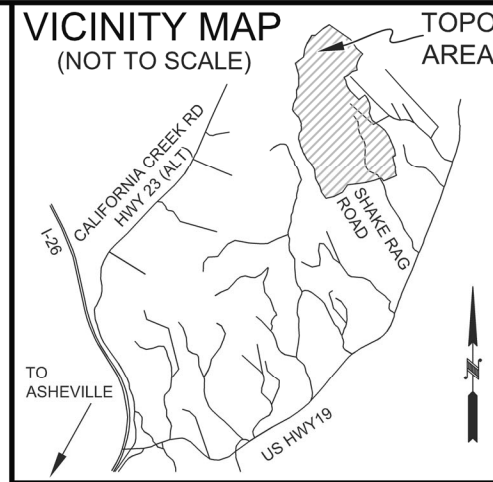 VICINITY MAP
(NOT TO SCALE)
TOPO
AREA
CALIFORNIA CREEK RD
HWY 23 (ALT)
I-26
SHAKE RAG
ROAD
N
TO
ASHEVILLE
US HWY19